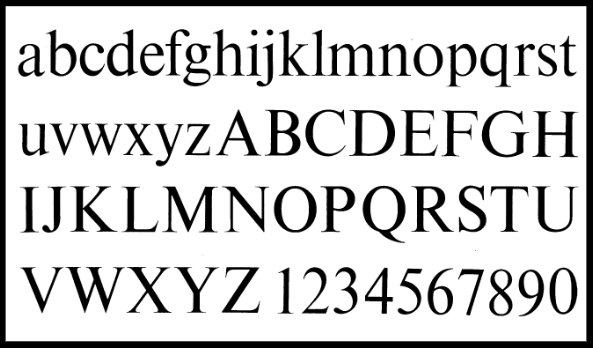 abcdefghijklmnopqrst
uvwxyzABCDEFGH
IJKLMNOPQRSTU
VWXYZ 1234567890